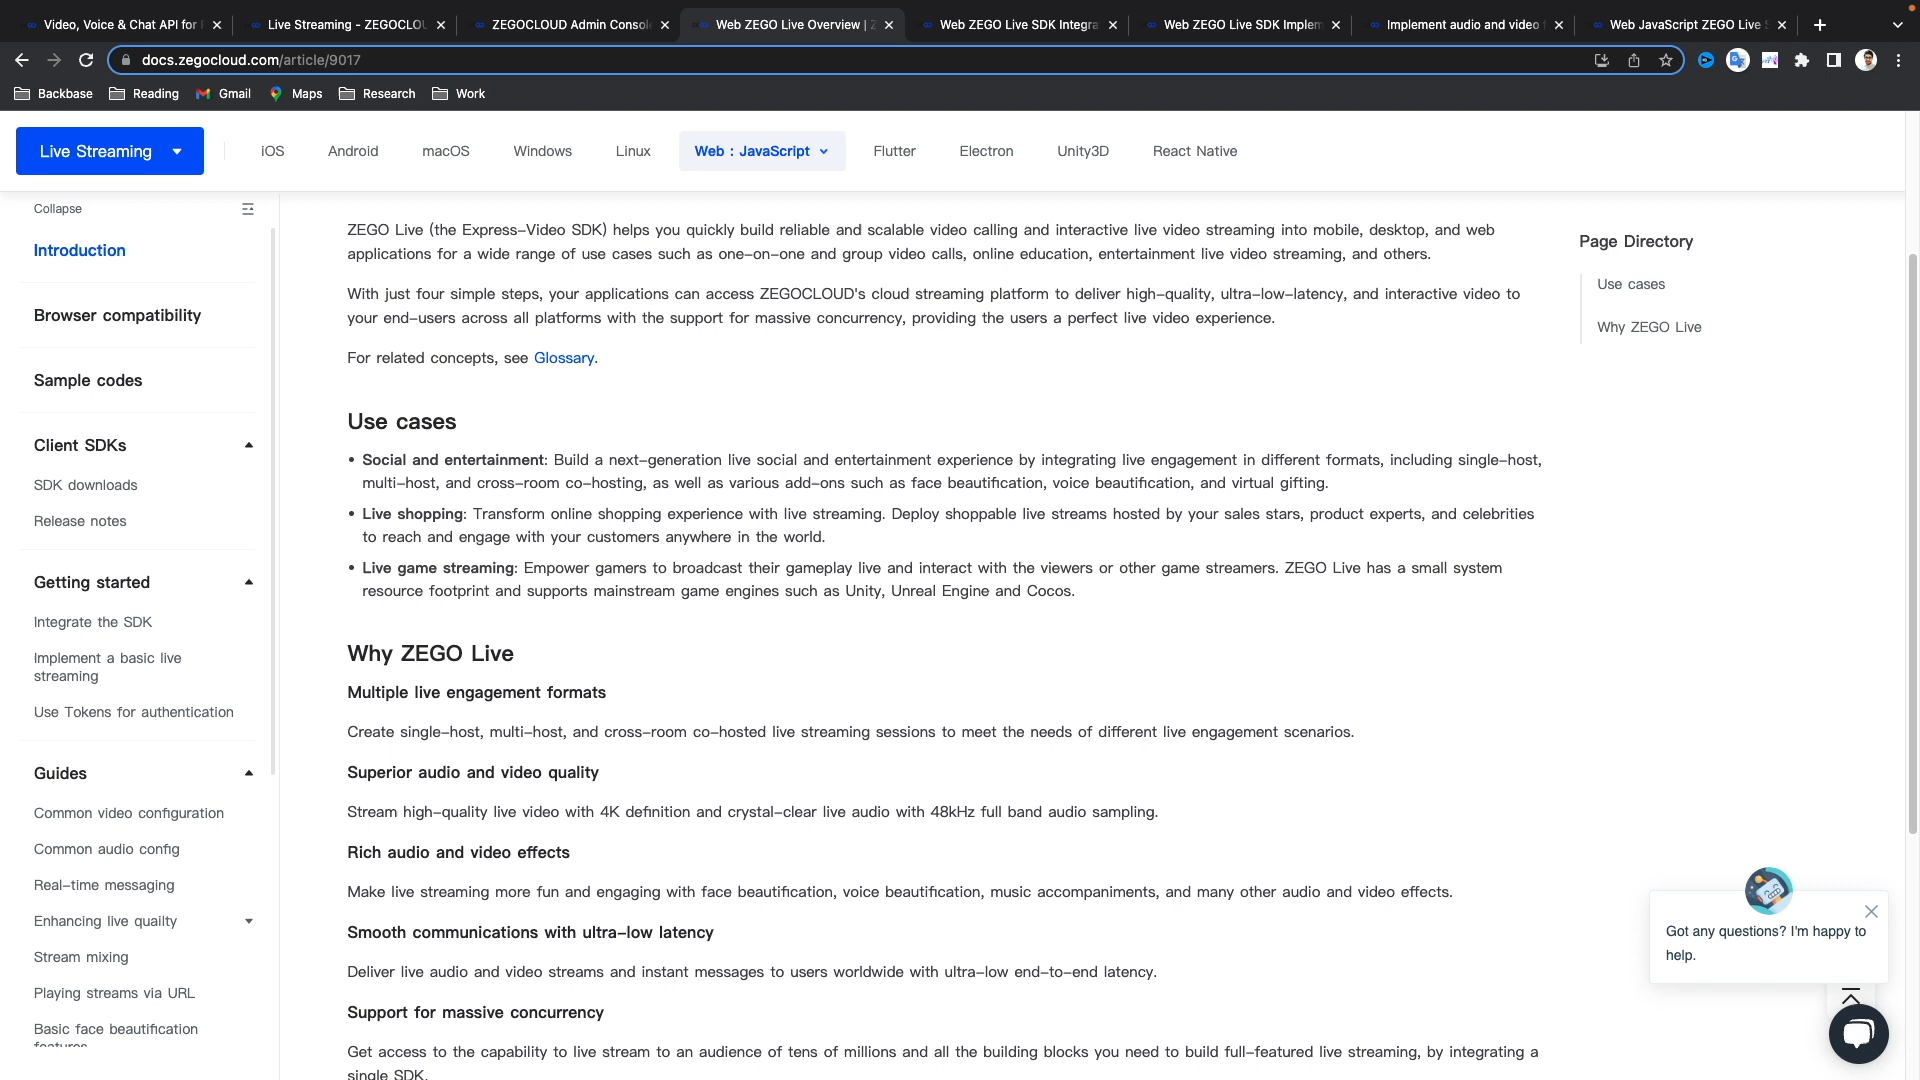 Video, Voice & Chat API for
Live Streaming - ZEGOCLOU
ZEGOCLOUD Admin Console
Web ZEGO Live Overview | Z
Web ZEGO Live SDK Integra
Web ZEGO Live SDK Implem
Implement audio and video
Web JavaScript ZEGO Live S
docs.zegocloud.com/article/9017
Backbase
Reading
Gmail
Maps
Research
Work
Live Streaming
iOS
Android
macOS
Windows
Linux
Web : JavaScript
Flutter
Electron
Unity3D
React Native
Collapse
Introduction
Browser compatibility
Sample codes
Client SDKs
SDK downloads
Release notes
Getting started
Integrate the SDK
Implement a basic live
streaming
Use Tokens for authentication
Guides
Common video configuration
Common audio config
Real-time messaging
Enhancing live quailty
Stream mixing
Playing streams via URL
Basic face beautification
features
ZEGO Live (the Express-Video SDK) helps you quickly build reliable and scalable video calling and interactive live video streaming into mobile, desktop, and web
applications for a wide range of use cases such as one-on-one and group video calls, online education, entertainment live video streaming, and others.
With just four simple steps, your applications can access ZEGOCLOUD's cloud streaming platform to deliver high-quality, ultra-low-latency, and interactive video to
your end-users across all platforms with the support for massive concurrency, providing the users a perfect live video experience.
For related concepts, see Glossary.
Use cases
• Social and entertainment: Build a next-generation live social and entertainment experience by integrating live engagement in different formats, including single-host,
multi-host, and cross-room co-hosting, as well as various add-ons such as face beautification, voice beautification, and virtual gifting.
• Live shopping: Transform online shopping experience with live streaming. Deploy shoppable live streams hosted by your sales stars, product experts, and celebrities
to reach and engage with your customers anywhere in the world.
• Live game streaming: Empower gamers to broadcast their gameplay live and interact with the viewers or other game streamers. ZEGO Live has a small system
resource footprint and supports mainstream game engines such as Unity, Unreal Engine and Cocos.
Why ZEGO Live
Multiple live engagement formats
Create single-host, multi-host, and cross-room co-hosted live streaming sessions to meet the needs of different live engagement scenarios.
Superior audio and video quality
Stream high-quality live video with 4K definition and crystal-clear live audio with 48kHz full band audio sampling.
Rich audio and video effects
Make live streaming more fun and engaging with face beautification, voice beautification, music accompaniments, and many other audio and video effects.
Smooth communications with ultra-low latency
Deliver live audio and video streams and instant messages to users worldwide with ultra-low end-to-end latency.
Support for massive concurrency
Get access to the capability to live stream to an audience of tens of millions and all the building blocks you need to build full-featured live streaming, by integrating a
single SDK.
Page Directory
Use cases
Why ZEGO Live
Got any questions? I'm happy to
help.